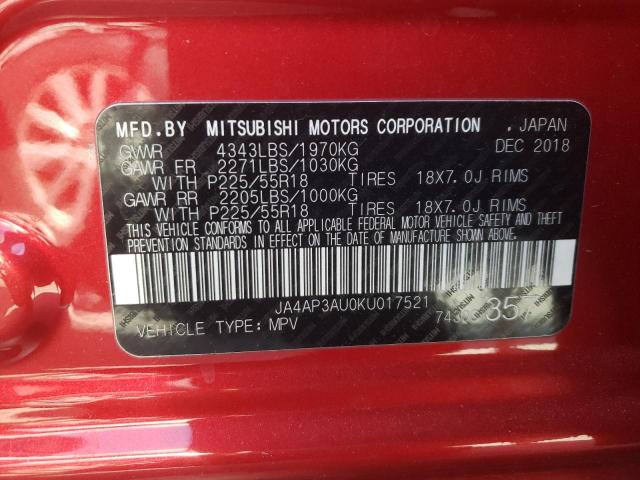 MFD.BY MITSUBISHI MOTORS CORPORATION , JAPAN
GVWR 4343LBS/1970KG DEC 2018
GAWR FR 2271LBS/1030KG
WITH P225/55R18 TIRES 18X7.0J RIMS
GAWR RR 2205LBS/1000KG
WITH P225/55R18 TIRES 18X7.0J RIMS
THIS VEHICLE CONFORMS TO ALL APPLICABLE FEDERAL MOTOR VEHICLE SAFETY AND THEFT
PREVENTION STANDARDS IN EFFECT ON THE DATE OF MANUFACTURE SHOWN ABOVE.
JA4AP3AU0KU017521
VEHICLE TYPE: MPV